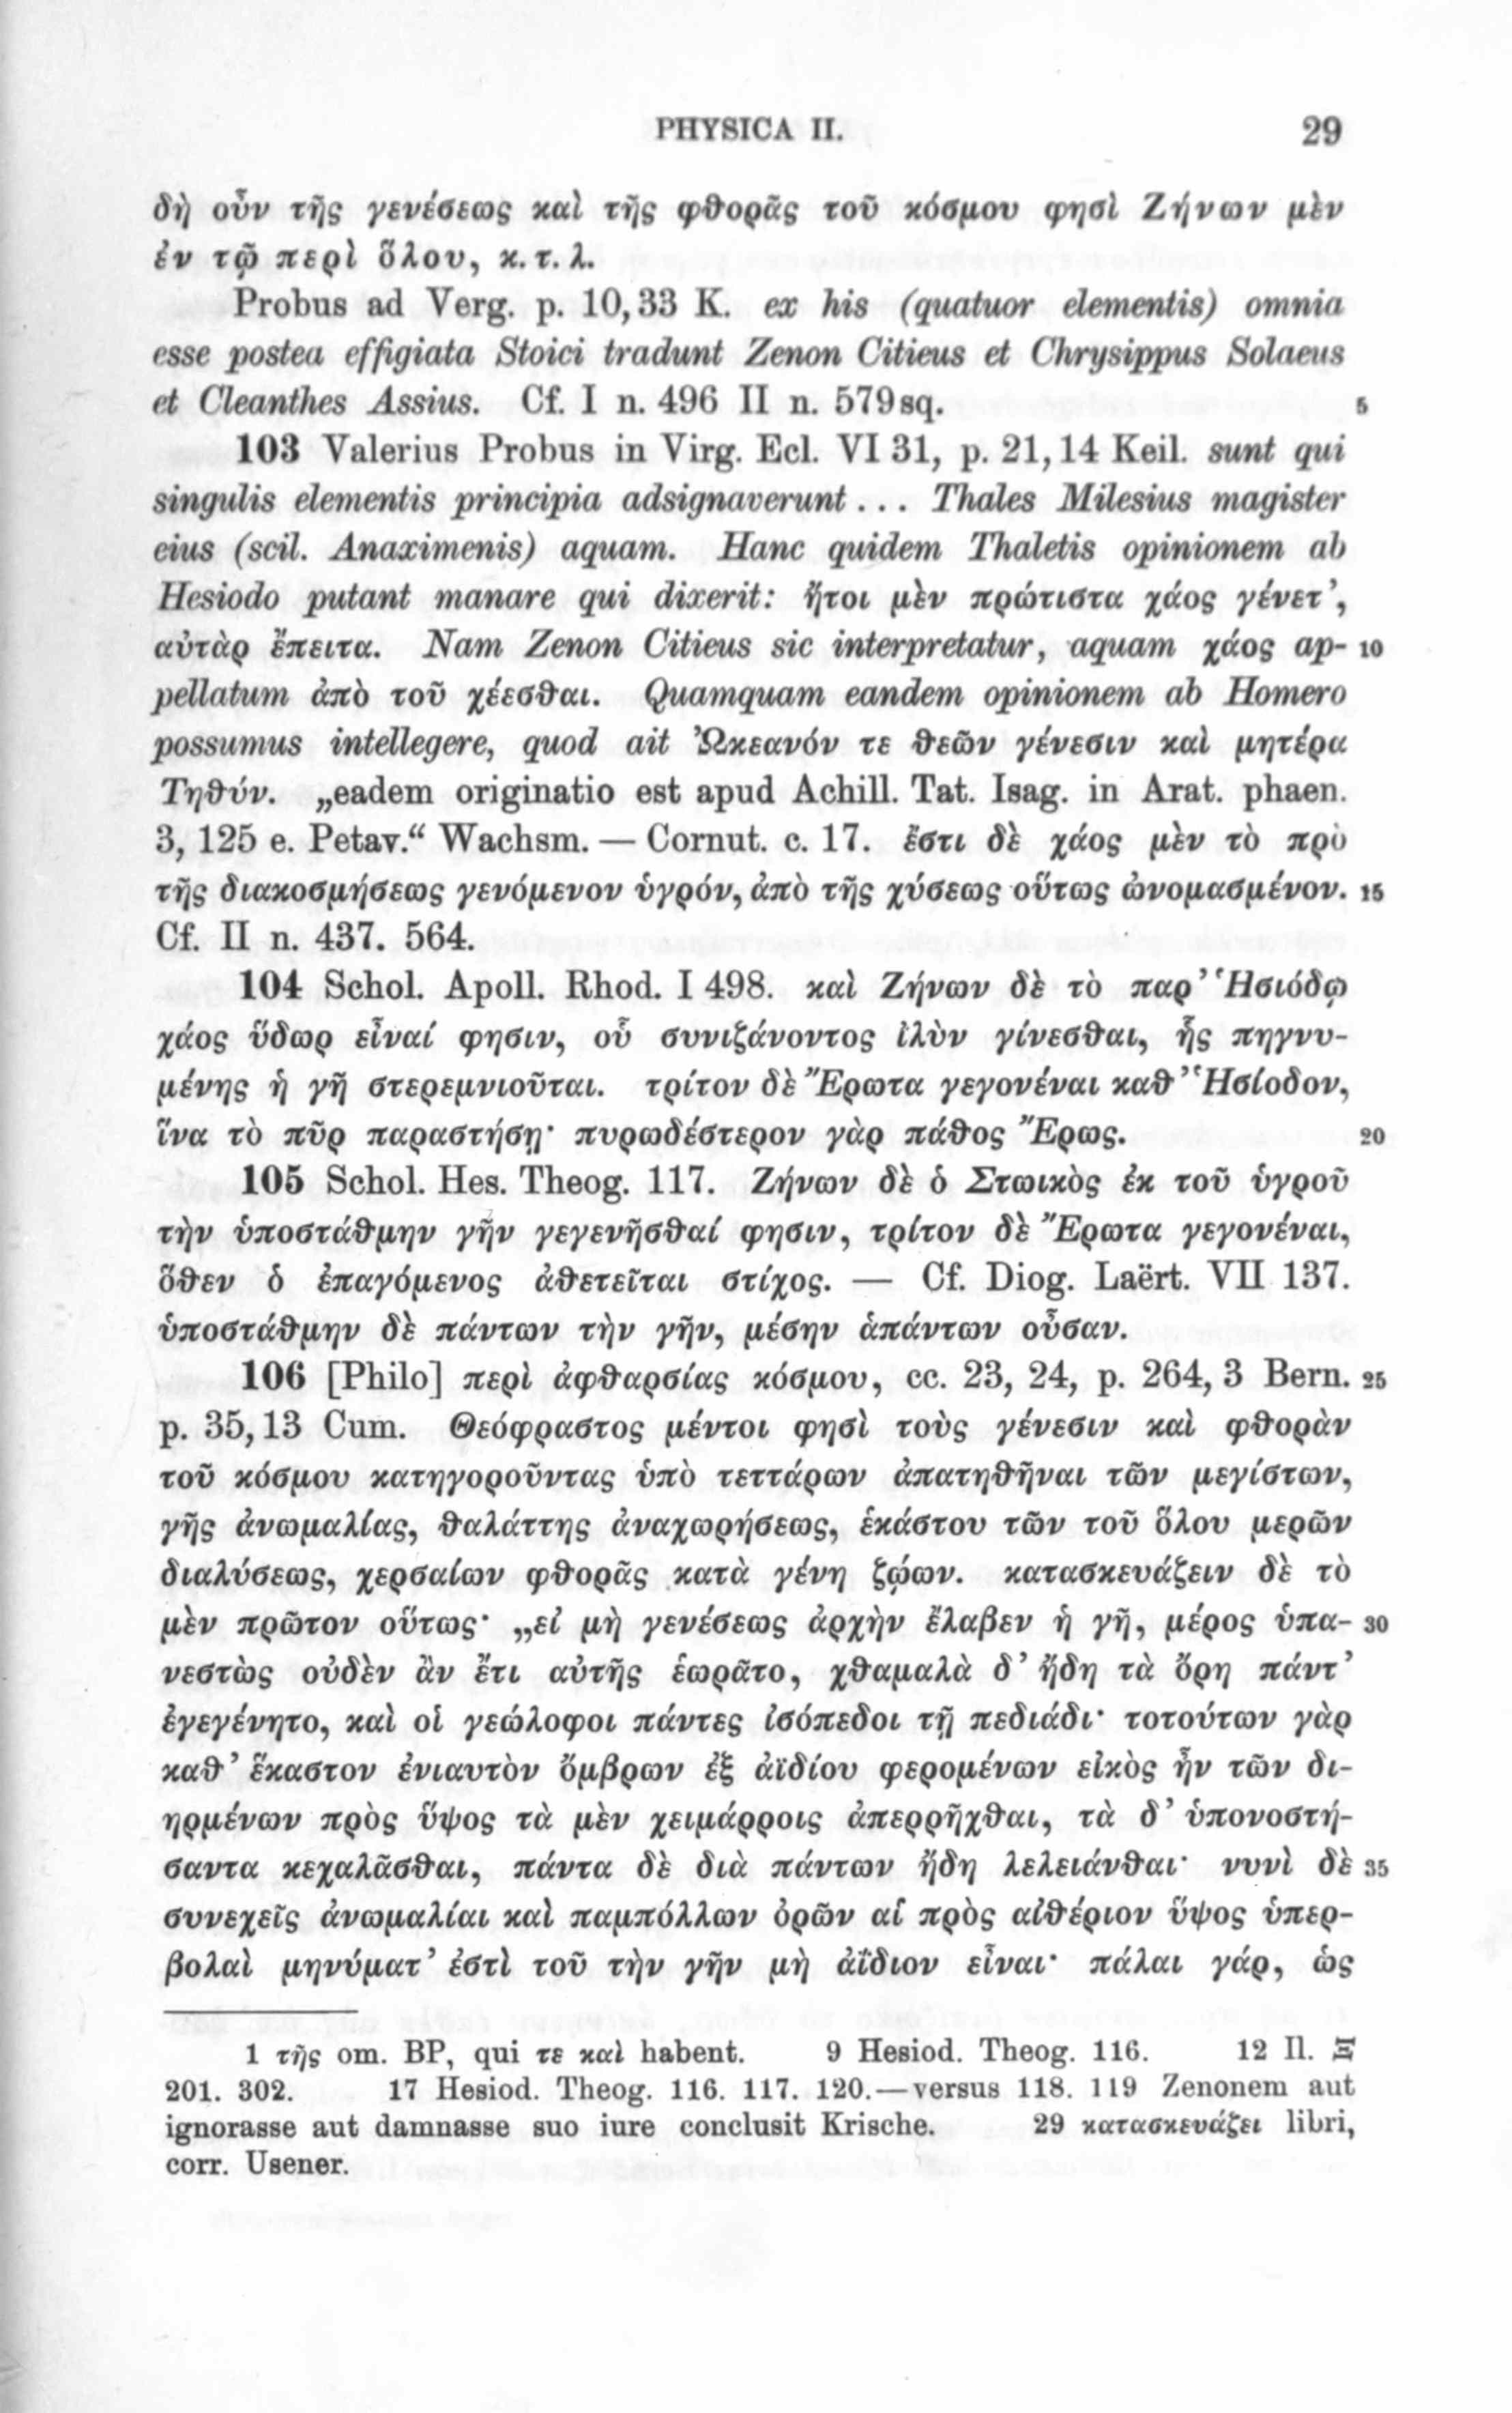 PHYSICA II. 29
δὴ οὖν τῆς γενέσεως καὶ τῆς φθορᾶς τοῦ κόσμου φησὶ Ζήνων μὲν
ἐν τῷ περὶ ὅλου, κ. τ. λ.
Probus ad Verg. p. 10,33 K. ex his (quatuor elementis) omnia
esse postea effigiata Stoici tradunt Zenon Citieus et Chrysippus Solaeus
et Cleanthes Assius. Cf. I n. 496 II n. 579 sq. 5
103 Valerius Probus in Virg. Ecl. VI 31, p. 21,14 Keil. sunt qui
singulis elementis principia adsignaverunt ... Thales Milesius magister
eius (scil. Anaximenis) aquam. Hanc quidem Thaletis opinionem ab
Hesiodo putant manare qui dixerit: ἤτοι μὲν πρώτιστα χάος γένετ’,
αὐτὰρ ἔπειτα. Nam Zenon Citieus sic interpretatur, aquam χάος ap- 10
pellatum ἀπὸ τοῦ χέεσθαι. Quamquam eandem opinionem ab Homero
possumus intellegere, quod ait Ὠκεανόν τε θεῶν γένεσιν καὶ μητέρα
Τηθύν. „eadem originatio est apud Achill. Tat. Isag. in Arat. phaen.
3, 125 e. Petav.“ Wachsm. — Cornut. c. 17. ἔστι δὲ χάος μὲν τὸ πρὸ
τῆς διακοσμήσεως γενόμενον ὑγρόν, ἀπὸ τῆς χύσεως οὕτως ὠνομασμένον. 15
Cf. II n. 437. 564.
104 Schol. Apoll. Rhod. I 498. καὶ Ζήνων δὲ τὸ παρ’ Ἡσιόδῳ
χάος ὕδωρ εἶναί φησιν, οὗ συνιζάνοντος ἰλὺν γίνεσθαι, ἧς πηγνυ-
μένης ἡ γῆ στερεμνιοῦται. τρίτον δὲ Ἔρωτα γεγονέναι καθ’ Ἡσίοδον,
ἵνα τὸ πῦρ παραστήσῃ· πυρωδέστερον γὰρ πάθος Ἔρως. 20
105 Schol. Hes. Theog. 117. Ζήνων δὲ ὁ Στωικὸς ἐκ τοῦ ὑγροῦ
τὴν ὑποστάθμην γῆν γεγενῆσθαί φησιν, τρίτον δὲ Ἔρωτα γεγονέναι,
ὅθεν ὁ ἐπαγόμενος ἀθετεῖται στίχος. — Cf. Diog. Laërt. VII 137.
ὑποστάθμην δὲ πάντων τὴν γῆν, μέσην ἁπάντων οὖσαν.
106 [Philo] περὶ ἀφθαρσίας κόσμου, cc. 23, 24, p. 264, 3 Bern. 25
p. 35,13 Cum. Θεόφραστος μέντοι φησὶ τοὺς γένεσιν καὶ φθορὰν
τοῦ κόσμου κατηγοροῦντας ὑπὸ τεττάρων ἀπατηθῆναι τῶν μεγίστων,
γῆς ἀνωμαλίας, θαλάττης ἀναχωρήσεως, ἑκάστου τῶν τοῦ ὅλου μερῶν
διαλύσεως, χερσαίων φθορᾶς κατὰ γένη ζῴων. κατασκευάζειν δὲ τὸ
μὲν πρῶτον οὕτως· „εἰ μὴ γενέσεως ἀρχὴν ἔλαβεν ἡ γῆ, μέρος ὑπα- 30
νεστὼς οὐδὲν ἂν ἔτι αὐτῆς ἑωρᾶτο, χθαμαλὰ δ’ ἤδη τὰ ὄρη πάντ’
ἐγεγένητο, καὶ οἱ γεώλοφοι πάντες ἰσόπεδοι τῇ πεδιάδι· τοτούτων γὰρ
καθ’ ἕκαστον ἐνιαυτὸν ὄμβρων ἐξ ἀϊδίου φερομένων εἰκὸς ἦν τῶν δι-
ηρμένων πρὸς ὕψος τὰ μὲν χειμάρροις ἀπερρῆχθαι, τὰ δ’ ὑπονοστή-
σαντα κεχαλᾶσθαι, πάντα δὲ διὰ πάντων ἤδη λελειάνθαι· νυνὶ δὲ 35
συνεχεῖς ἀνωμαλίαι καὶ παμπόλλων ὀρῶν αἱ πρὸς αἰθέριον ὕψος ὑπερ-
βολαὶ μηνύματ’ ἐστὶ τοῦ τὴν γῆν μὴ ἀΐδιον εἶναι· πάλαι γάρ, ὡς
1 τῆς om. BP, qui τε καὶ habent. 9 Hesiod. Theog. 116. 12 Il. Ξ
201. 302. 17 Hesiod. Theog. 116. 117. 120.—versus 118. 119 Zenonem aut
ignorasse aut damnasse suo iure conclusit Krische. 29 κατασκευάζει libri,
corr. Usener.